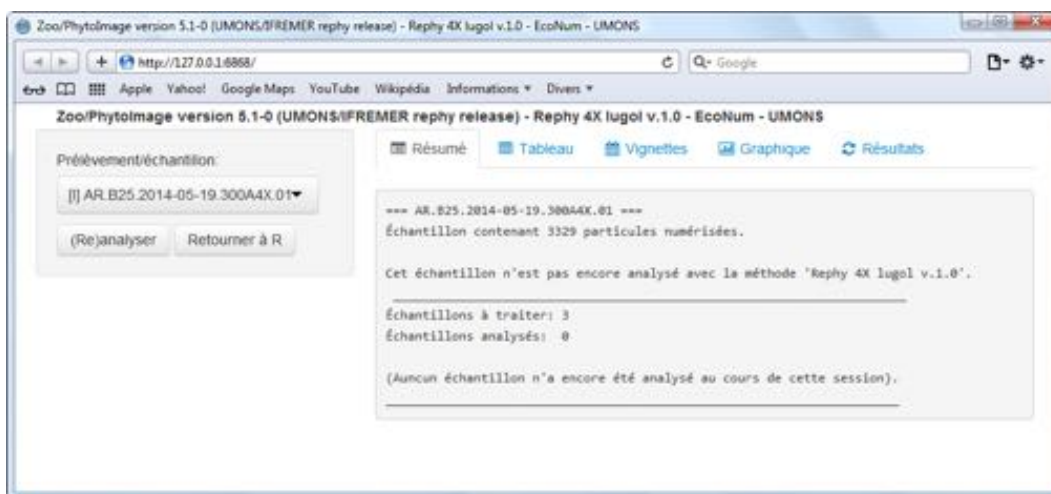 Zoo/PhytoImage version 5.1-0 (UMONS/IFREMER rephy release) - Rephy 4X lugol v.1.0 - EcoNum - UMONS
http://127.0.0.1:6868/
Google
Apple Yahoo! Google Maps YouTube Wikipédia Informations Divers
Zoo/PhytoImage version 5.1-0 (UMONS/IFREMER rephy release) - Rephy 4X lugol v.1.0 - EcoNum - UMONS
Prélèvement/échantillon:
[I] AR.B25.2014-05-19.300A4X.01
(Re)analyser Retourner à R
Résumé Tableau Vignettes Graphique Résultats
=== AR.B25.2014-05-19.300A4X.01 ===
Échantillon contenant 3329 particules numérisées.
Cet échantillon n'est pas encore analysé avec la méthode 'Rephy 4X lugol v.1.0'.
Échantillons à traiter: 3
Échantillons analysés: 0
(Auncun échantillon n'a encore été analysé au cours de cette session).